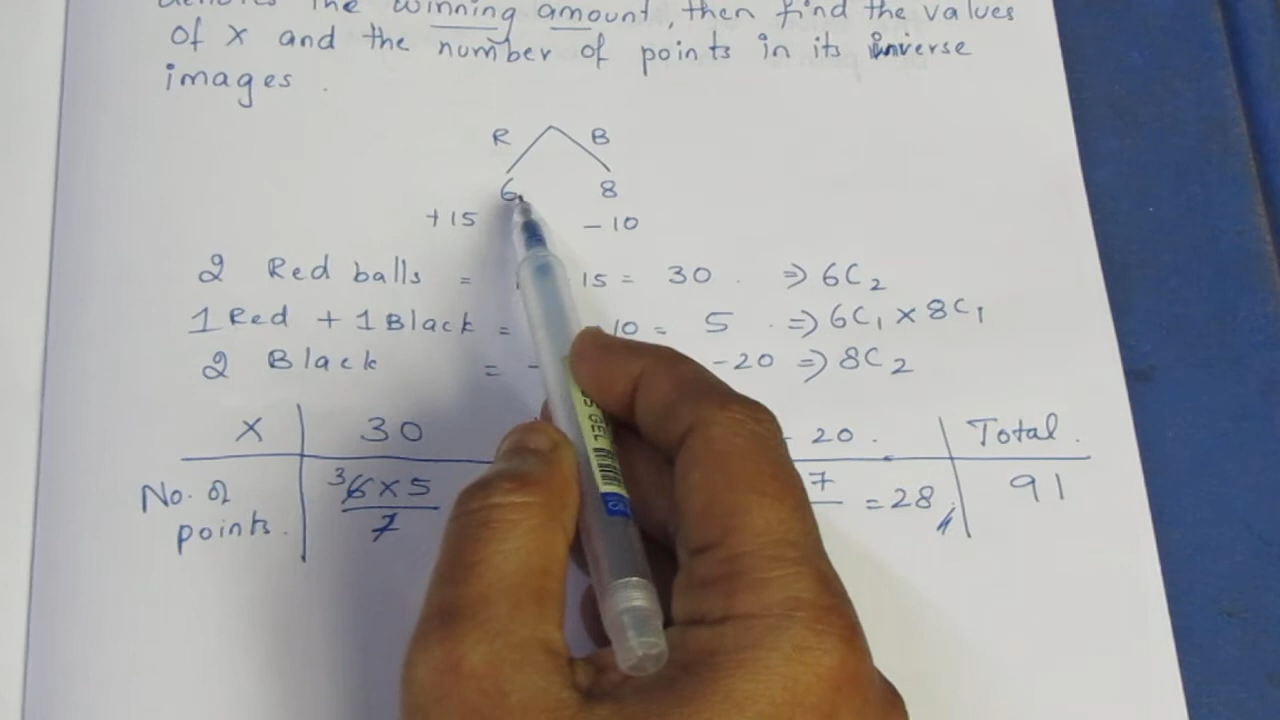 the winning amount, then find the values
of X and the number of points in its inverse
images.
R B
6 8
+15 -10
2 Red balls = 15 = 30. => 6C2
1 Red + 1 Black = 10 = 5 => 6C1 x 8C1
2 Black = - -20 => 8C2
X 30 - 20. Total.
No. of points. 3 6 x 5 / 7 7 = 28 91